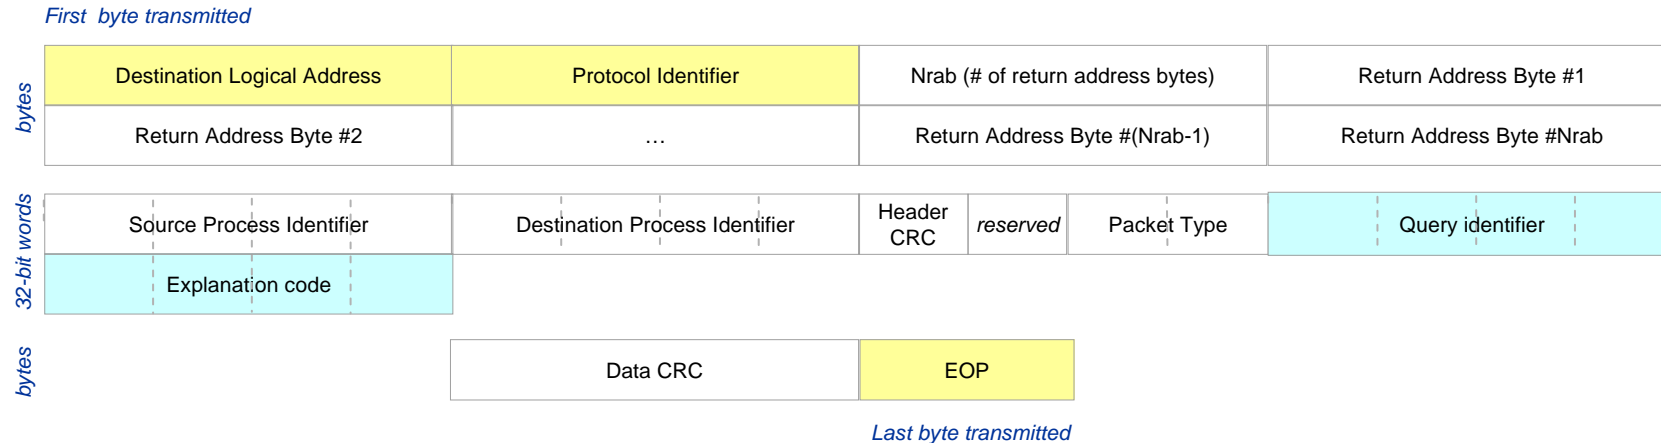 First byte transmitted
bytes
Destination Logical Address
Protocol Identifier
Nrab (# of return address bytes)
Return Address Byte #1
Return Address Byte #2
…
Return Address Byte #(Nrab-1)
Return Address Byte #Nrab
32-bit words
Source Process Identifier
Destination Process Identifier
Header
CRC
reserved
Packet Type
Query identifier
Explanation code
bytes
Data CRC
EOP
Last byte transmitted